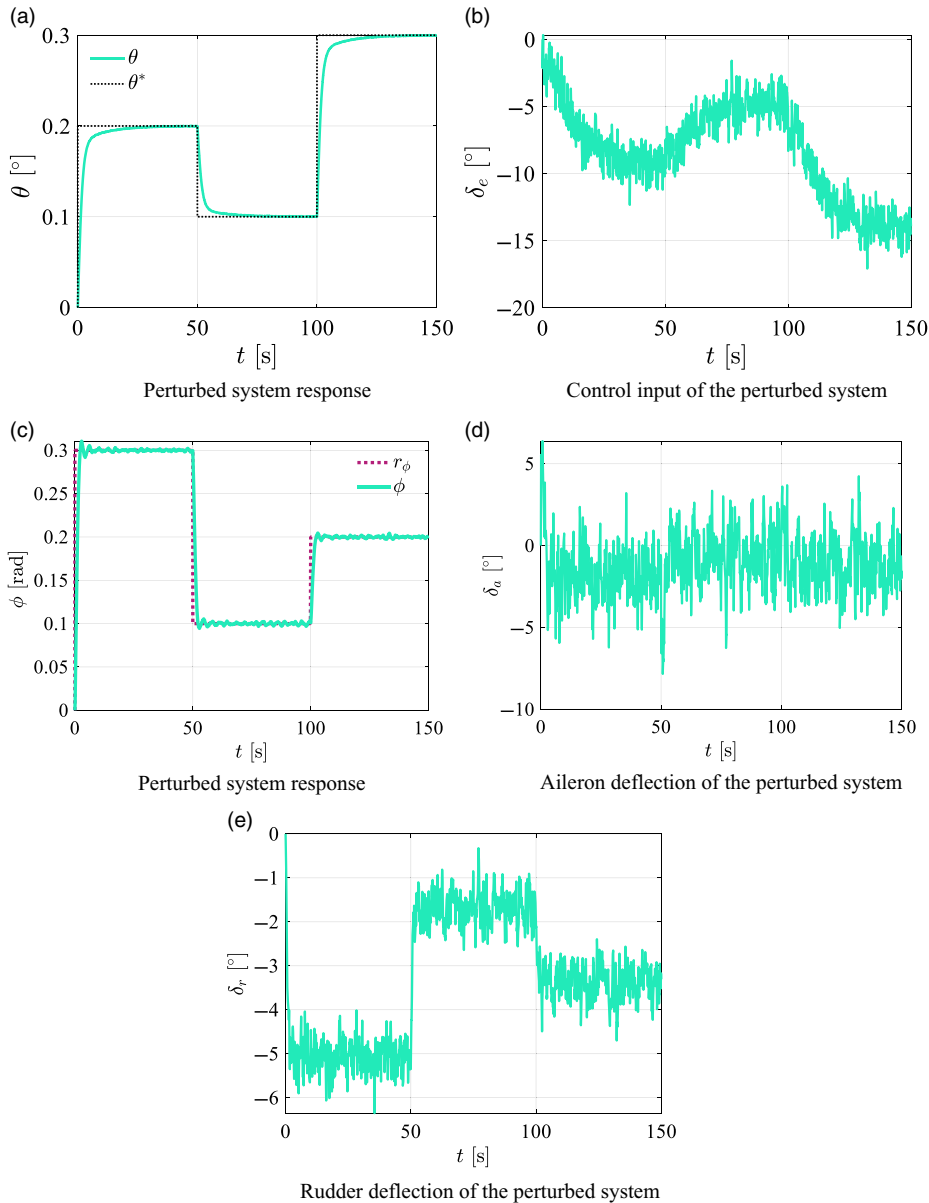 (a)
0.3
0.2
0.1
0
θ [°]
θ
θ*
0 50 100 150
t [s]
Perturbed system response
(b)
0
−5
−10
−15
−20
δe [°]
0 50 100 150
t [s]
Control input of the perturbed system
(c)
0.3
0.25
0.2
0.15
0.1
0.05
0
ϕ [rad]
rϕ
ϕ
0 50 100 150
t [s]
Perturbed system response
(d)
5
0
−5
−10
δa [°]
0 50 100 150
t [s]
Aileron deflection of the perturbed system
(e)
0
−1
−2
−3
−4
−5
−6
δr [°]
0 50 100 150
t [s]
Rudder deflection of the perturbed system